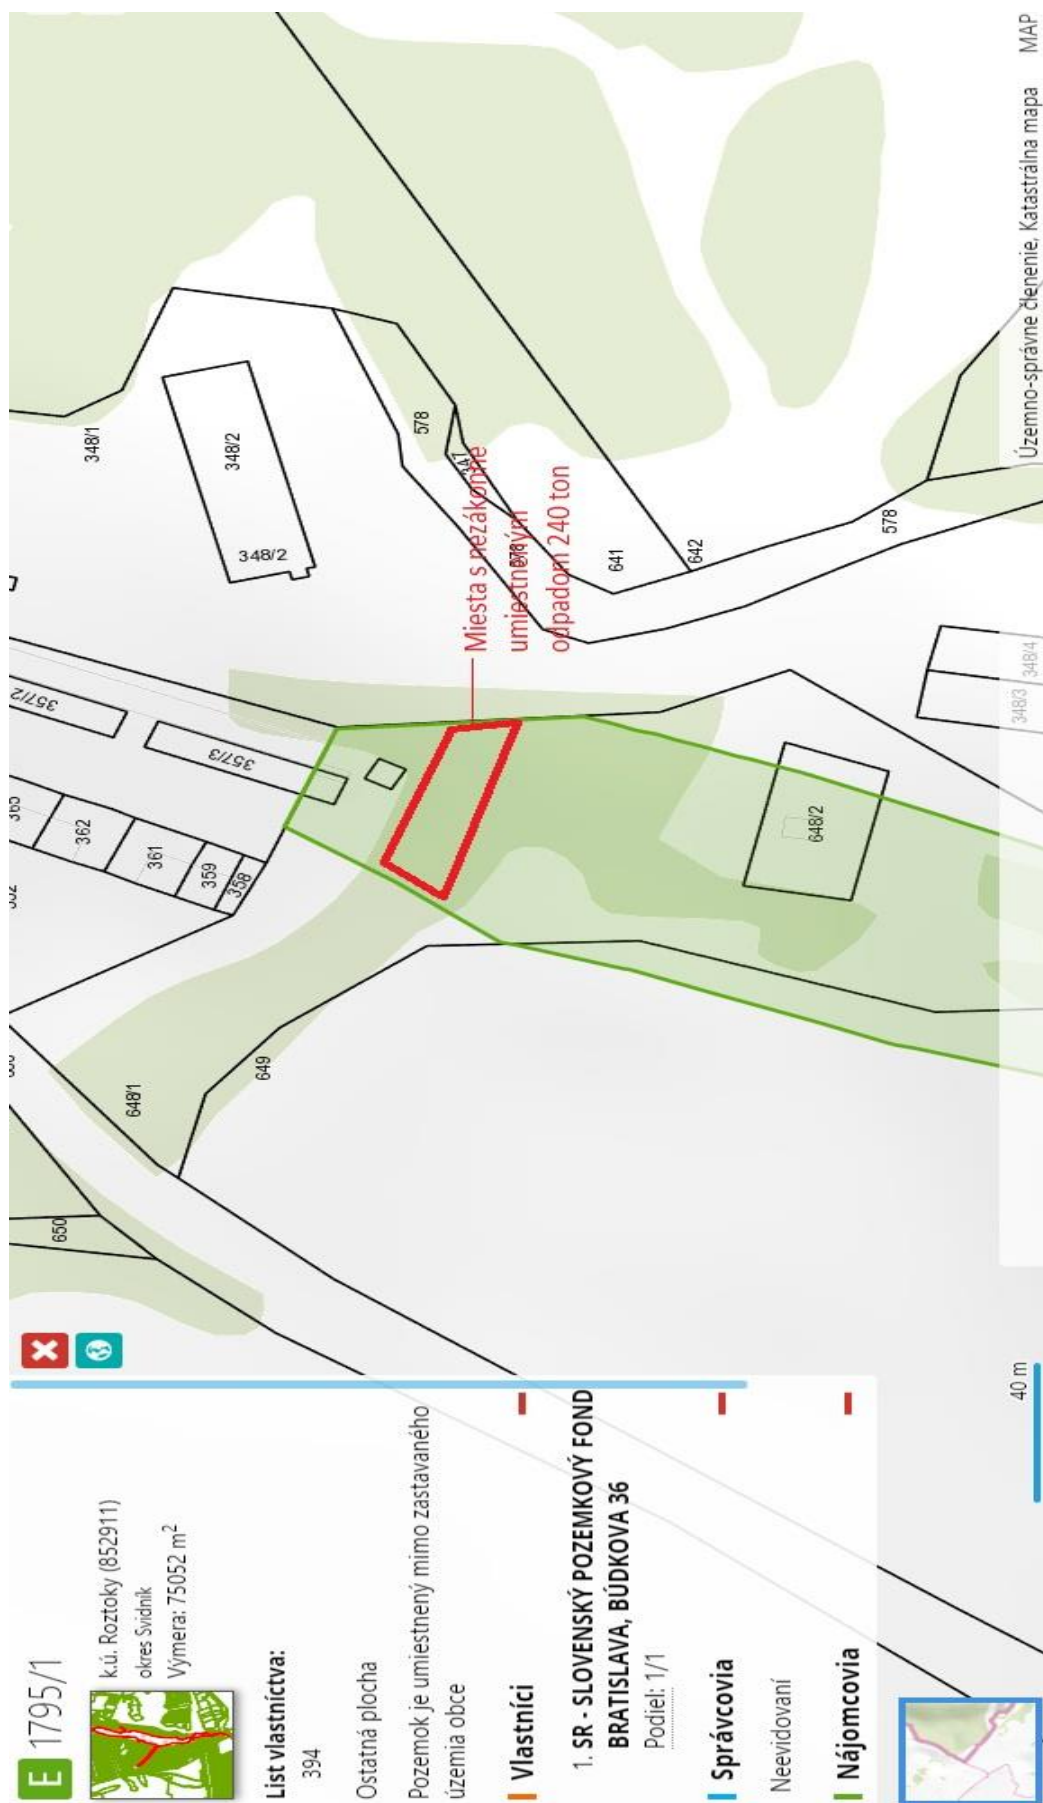 E 1795/1
k.ú. Roztoky (852911)
okres Svidník
Výmera: 75052 m²
List vlastníctva:
394
Ostatná plocha
Pozemok je umiestnený mimo zastavaného
územia obce
Vlastníci
1. SR - SLOVENSKÝ POZEMKOVÝ FOND
BRATISLAVA, BÚDKOVA 36
Podiel: 1/1
Správcovia
Nevidovaní
Nájomcovia
40 m
650
648/1
649
362
361
359
358
357/2
357/3
348/1
348/2
348/2
578
Miesta s nezákonne
umiestneným
odpadom 240 ton
578
641
642
578
648/2
348/3
348/4
Územno-správne členenie, Katastrálna mapa
MAP